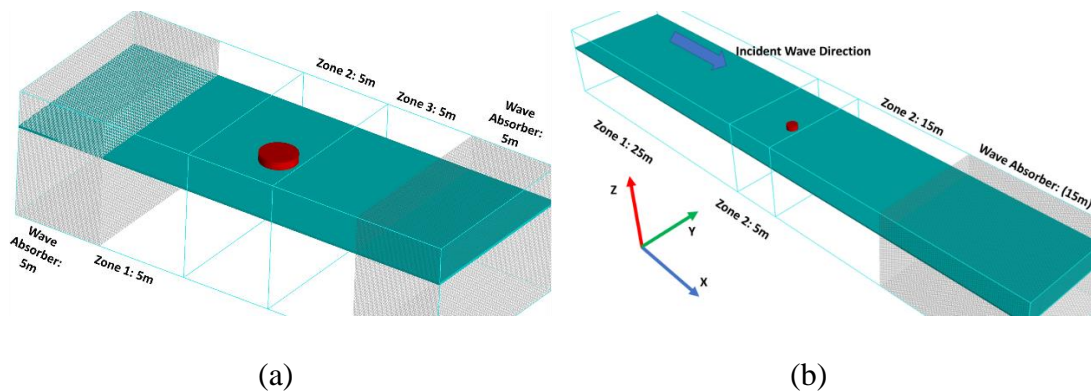 Zone 2: 5m
Zone 3: 5m
Wave
Absorber:
5m
Wave
Absorber:
5m
Zone 1: 5m
(a)
Incident Wave Direction
Zone 2: 15m
Wave Absorber: (15m)
Zone 1: 25m
Zone 2: 5m
Z
Y
X
(b)